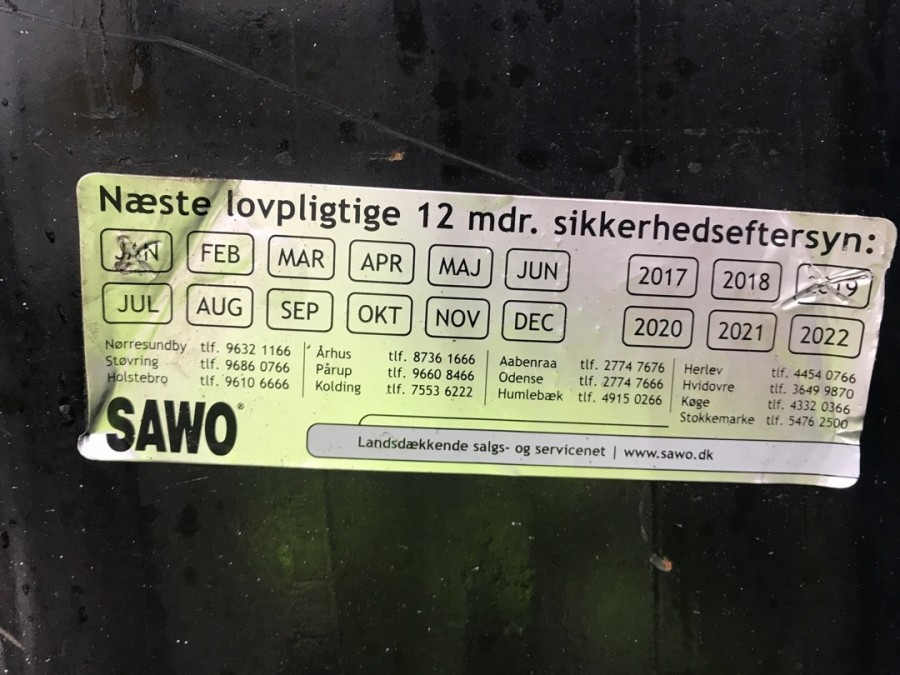 Næste lovpligtige 12 mdr. sikkerhedseftersyn:
JAN FEB MAR APR MAJ JUN 2017 2018 2019
JUL AUG SEP OKT NOV DEC 2020 2021 2022
Nørresundby tlf. 9632 1166
Støvring tlf. 9686 0766
Holstebro tlf. 9610 6666
Århus tlf. 8736 1666
Pårup tlf. 9660 8466
Kolding tlf. 7553 6222
Aabenraa tlf. 2774 7676
Odense tlf. 2774 7666
Humlebæk tlf. 4915 0266
Herlev tlf. 4454 0766
Hvidovre tlf. 3649 9870
Køge tlf. 4332 0366
Stokkemarke tlf. 5476 2500
SAWO®
Landsdækkende salgs- og servicenet | www.sawo.dk